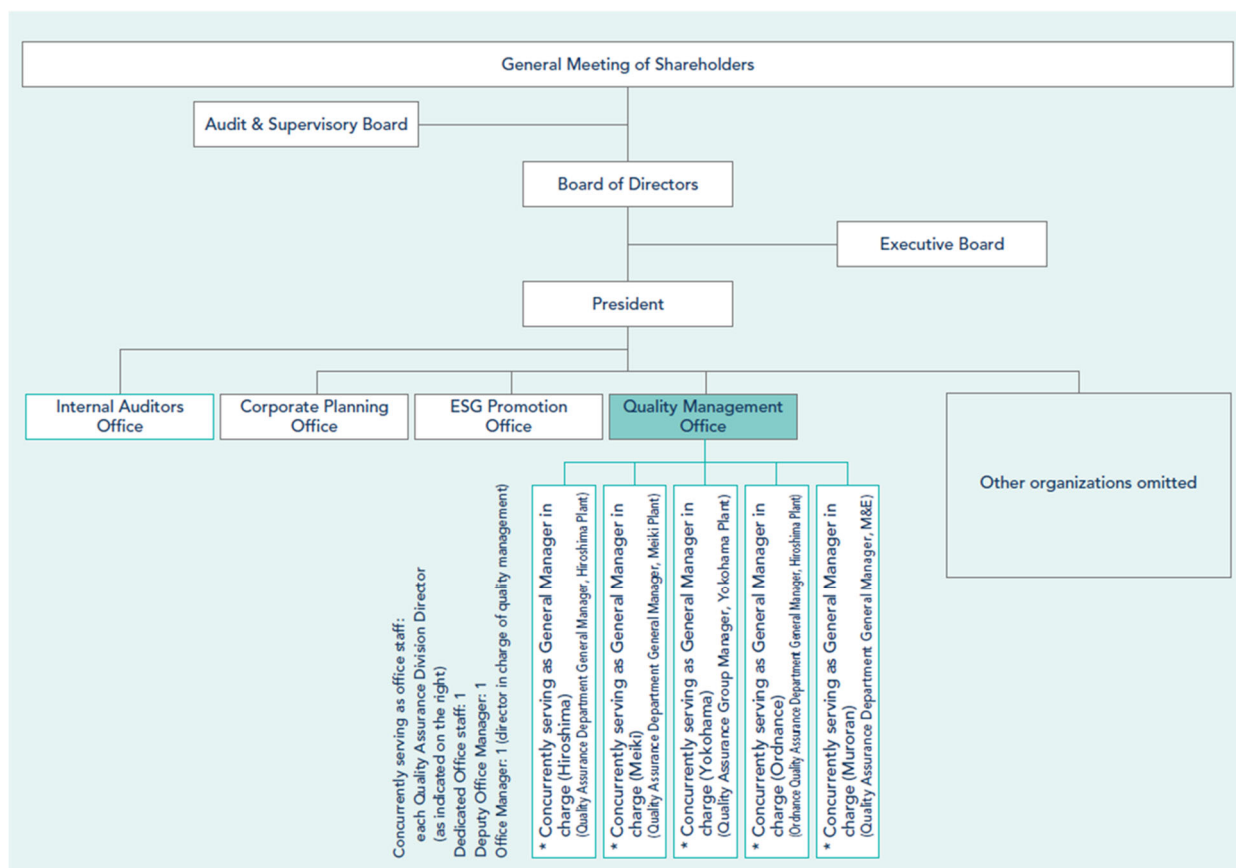 General Meeting of Shareholders
Audit & Supervisory Board
Board of Directors
Executive Board
President
Internal Auditors
Office
Corporate Planning
Office
ESG Promotion
Office
Quality Management
Office
Other organizations omitted
Office Manager: 1 (director in charge of quality management)
Deputy Office Manager: 1
Dedicated Office staff: 1
Concurrently serving as office staff:
each Quality Assurance Division Director
(as indicated on the right)
* Concurrently serving as General Manager in
charge (Hiroshima)
(Quality Assurance Department General Manager, Hiroshima Plant)
* Concurrently serving as General Manager in
charge (Meiki)
(Quality Assurance Department General Manager, Meiki Plant)
* Concurrently serving as General Manager in
charge (Yokohama)
(Quality Assurance Group Manager, Yokohama Plant)
* Concurrently serving as General Manager in
charge (Ordnance)
(Ordnance Quality Assurance Department General Manager, Hiroshima Plant)
* Concurrently serving as General Manager in
charge (Muroran)
(Quality Assurance Department General Manager, M&E)